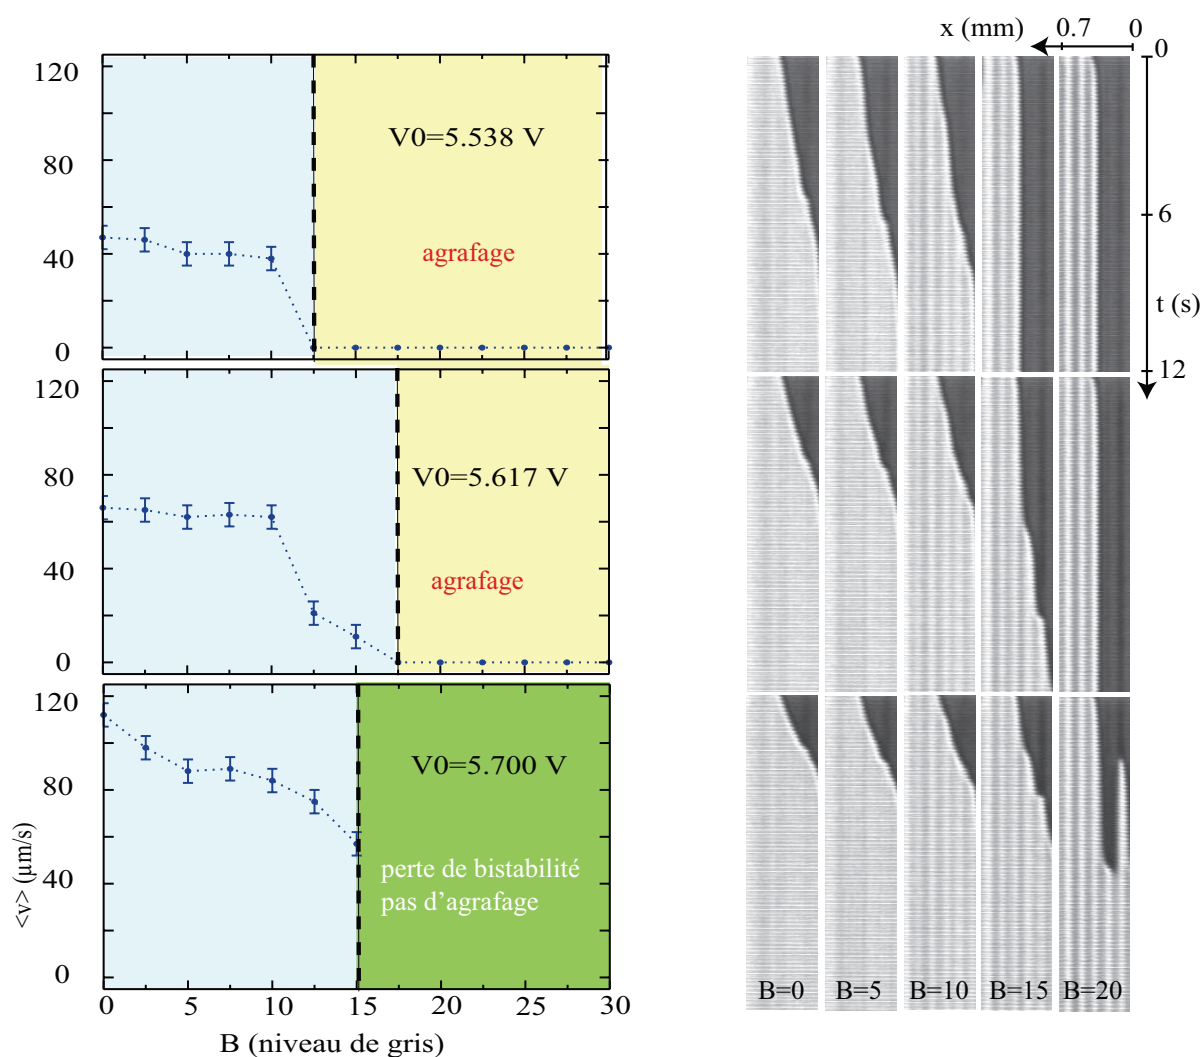 120
80
40
0
V0=5.538 V
agrafage
120
80
40
0
V0=5.617 V
agrafage
120
80
40
0
V0=5.700 V
perte de bistabilité
pas d'agrafage
<v> (μm/s)
0 5 10 15 20 25 30
B (niveau de gris)
x (mm) 0.7 0
0
6
t (s)
12
B=0 B=5 B=10 B=15 B=20